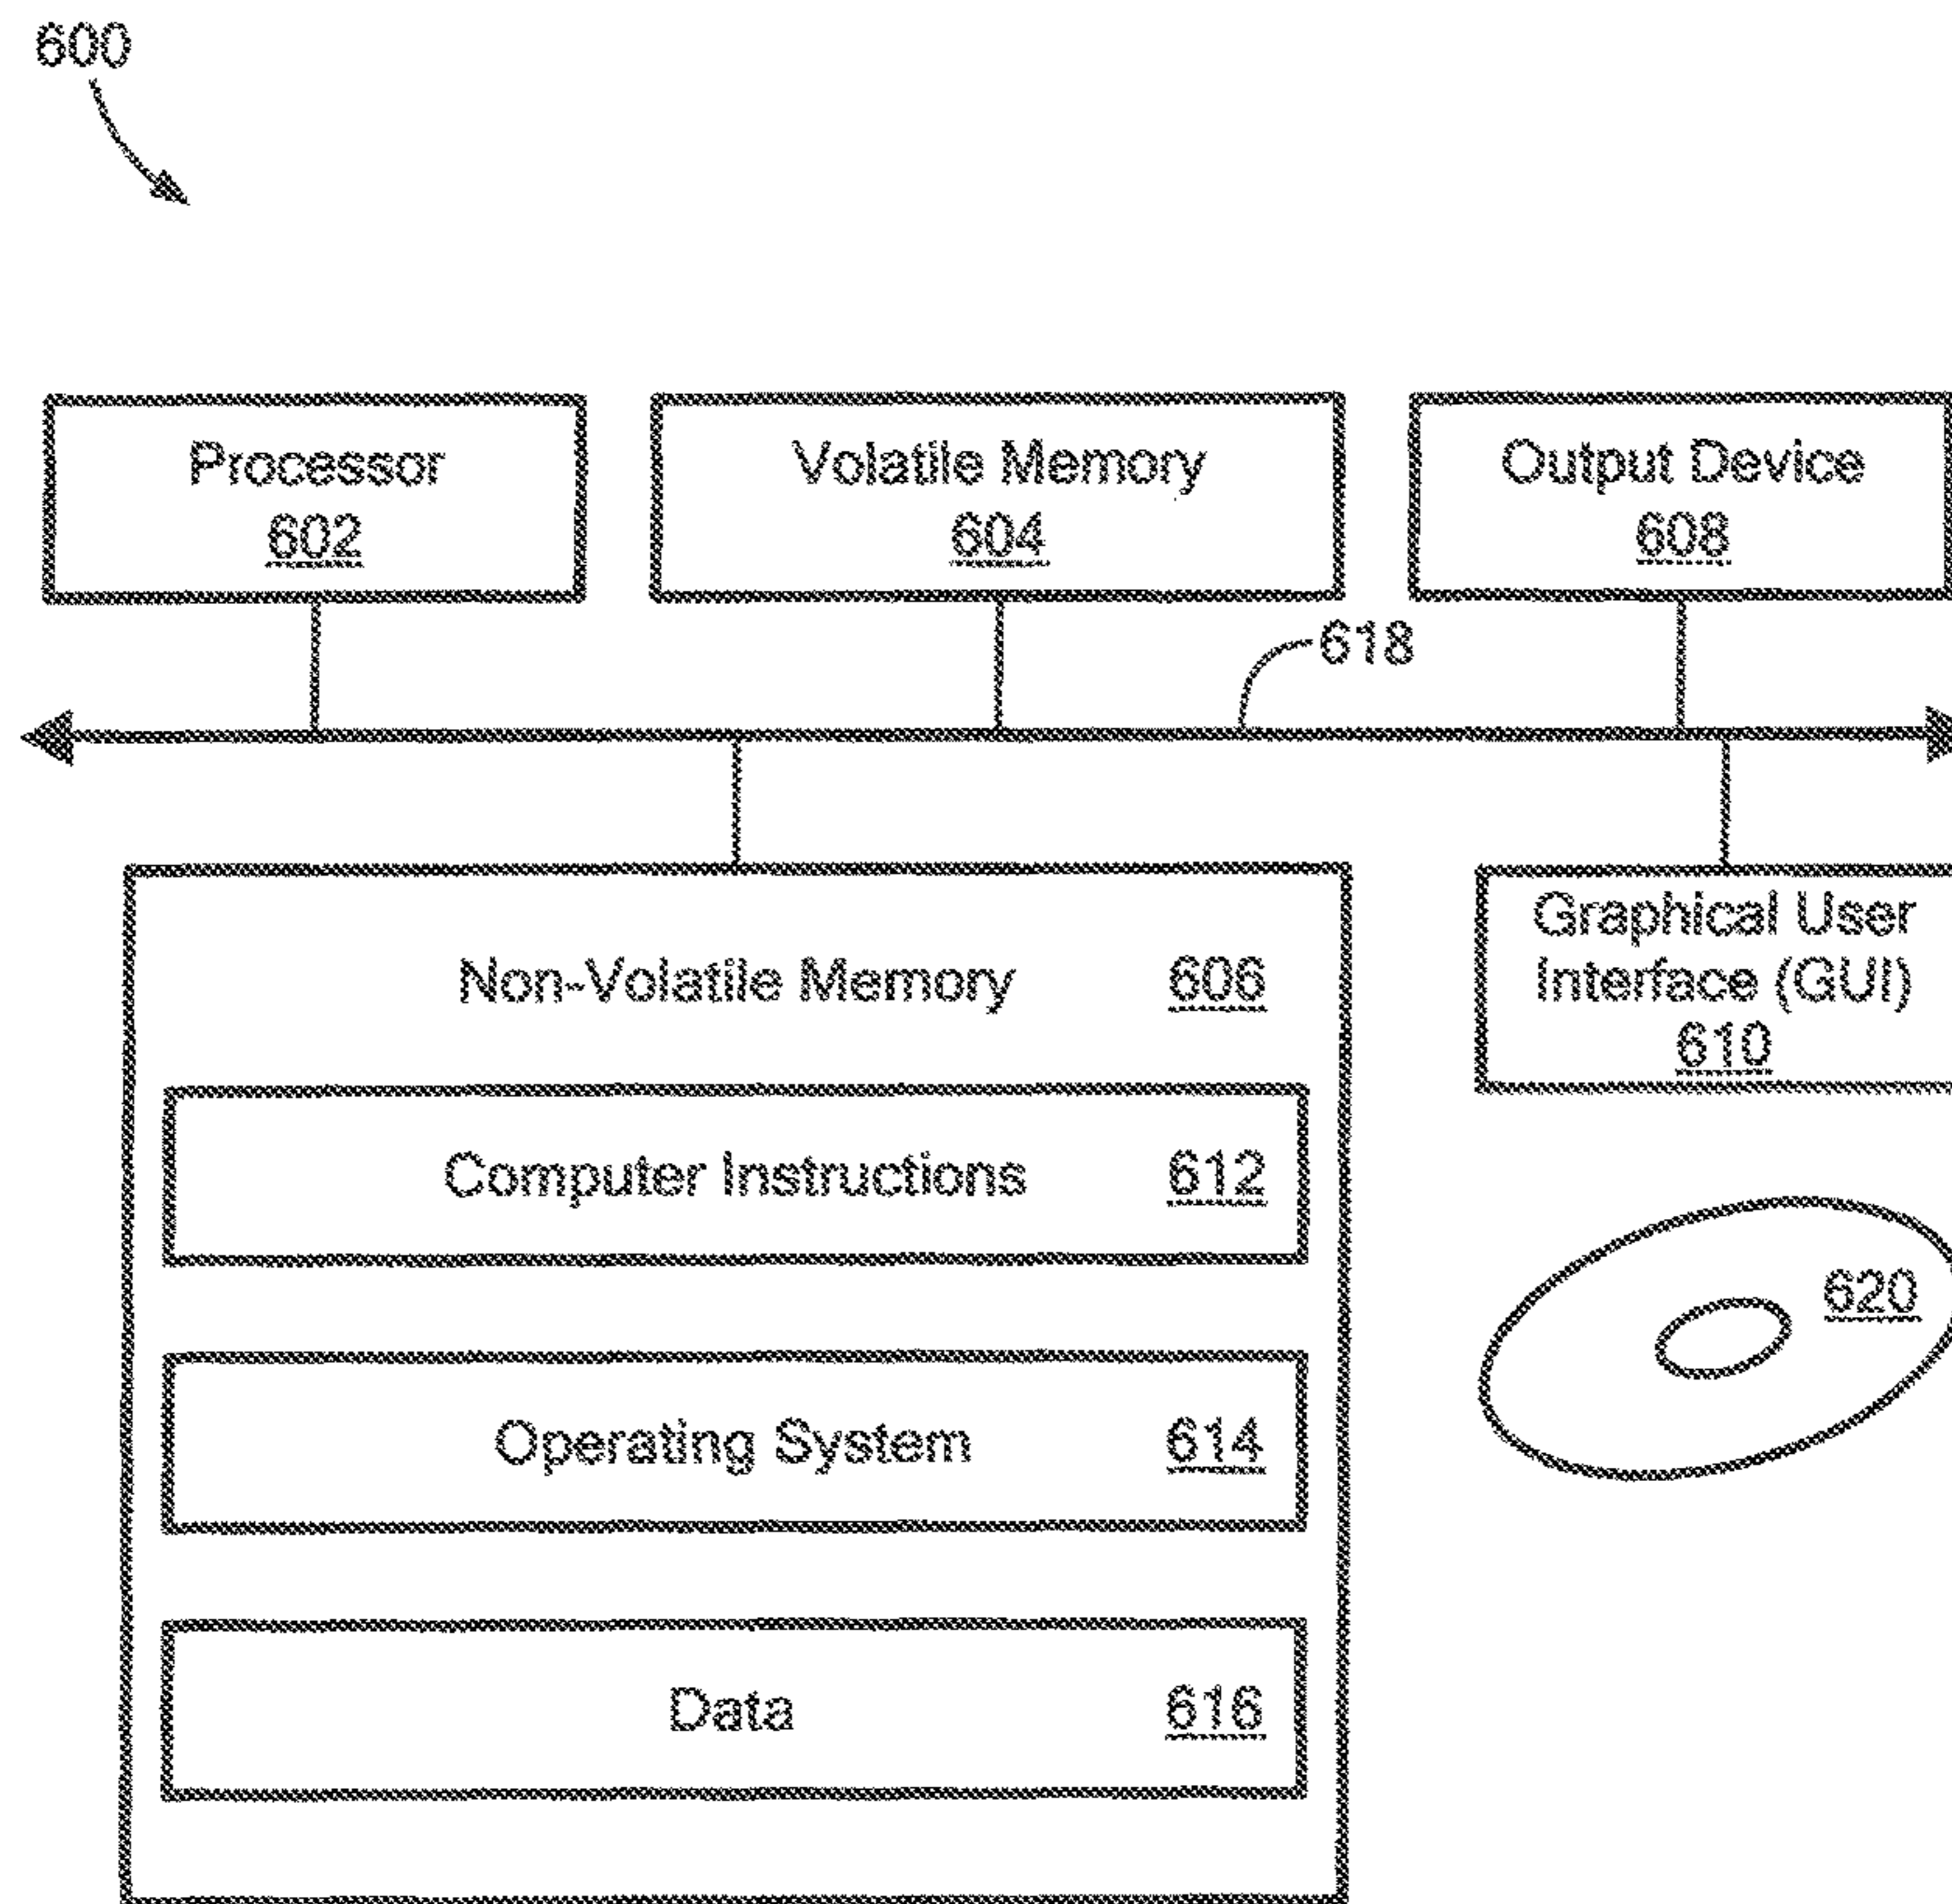 600
Processor
602
Volatile Memory
604
Output Device
608
618
Non-Volatile Memory 606
Computer Instructions 612
Operating System 614
Data 616
Graphical User
Interface (GUI)
610
620